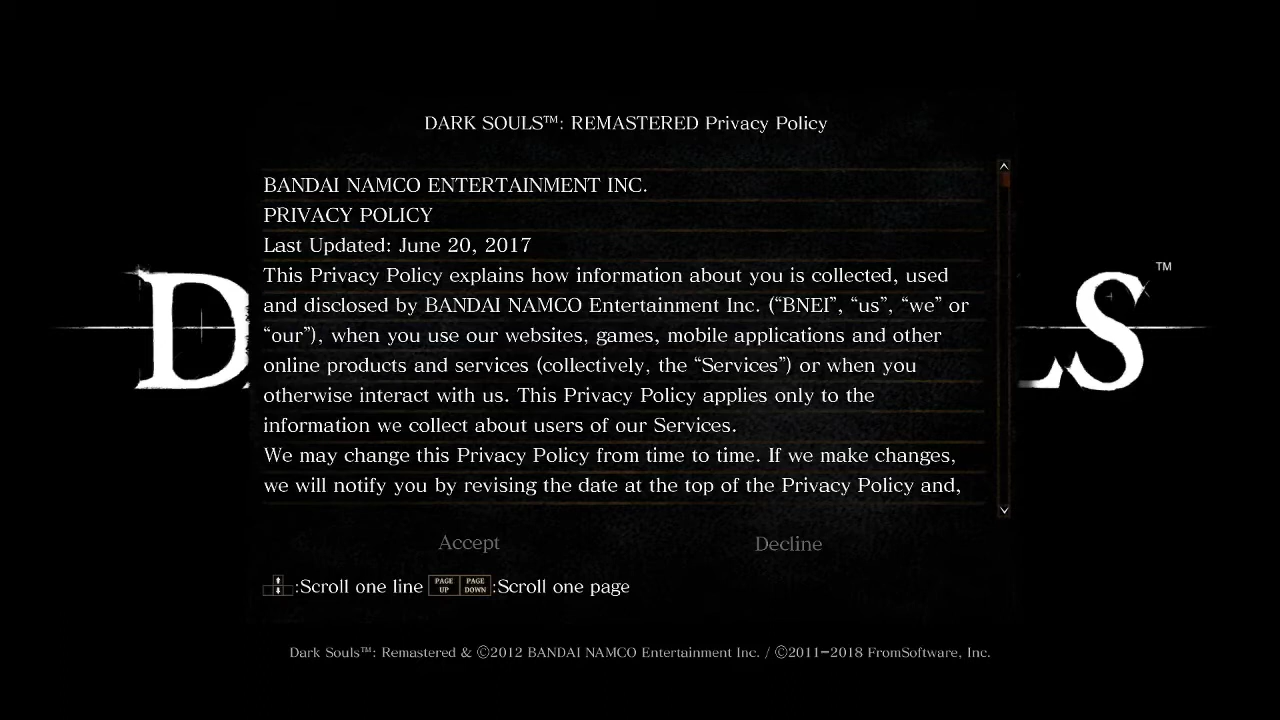 DARK SOULS™: REMASTERED Privacy Policy
BANDAI NAMCO ENTERTAINMENT INC.
PRIVACY POLICY
Last Updated: June 20, 2017
This Privacy Policy explains how information about you is collected, used
and disclosed by BANDAI NAMCO Entertainment Inc. (“BNEI”, “us”, “we” or
“our”), when you use our websites, games, mobile applications and other
online products and services (collectively, the “Services”) or when you
otherwise interact with us. This Privacy Policy applies only to the
information we collect about users of our Services.
We may change this Privacy Policy from time to time. If we make changes,
we will notify you by revising the date at the top of the Privacy Policy and,
D LS™
Accept Decline
:Scroll one line PAGE UP PAGE DOWN :Scroll one page
Dark Souls™: Remastered & ©2012 BANDAI NAMCO Entertainment Inc. / ©2011–2018 FromSoftware, Inc.